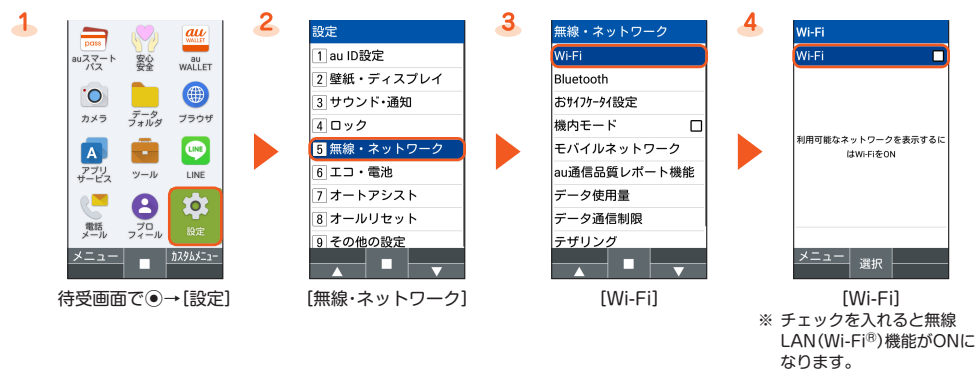 1
pass
auスマート
パス
安心
安全
au
WALLET
au
WALLET
カメラ
データ
フォルダ
ブラウザ
A
アプリ
サービス
ツール
LINE
LINE
電話
メール
プロ
フィール
設定
メニュー
カスタムメニュー
待受画面で→[設定]
2
設定
1 au ID設定
2 壁紙・ディスプレイ
3 サウンド・通知
4 ロック
5 無線・ネットワーク
6 エコ・電池
7 オートアシスト
8 オールリセット
9 その他の設定
[無線・ネットワーク]
3
無線・ネットワーク
Wi-Fi
Bluetooth
おサイフケータイ設定
機内モード
モバイルネットワーク
au通信品質レポート機能
データ使用量
データ通信制限
テザリング
[Wi-Fi]
4
Wi-Fi
Wi-Fi
利用可能なネットワークを表示するに
はWi-FiをON
メニュー
選択
[Wi-Fi]
※ チェックを入れると無線
LAN(Wi-Fi®)機能がONに
なります。